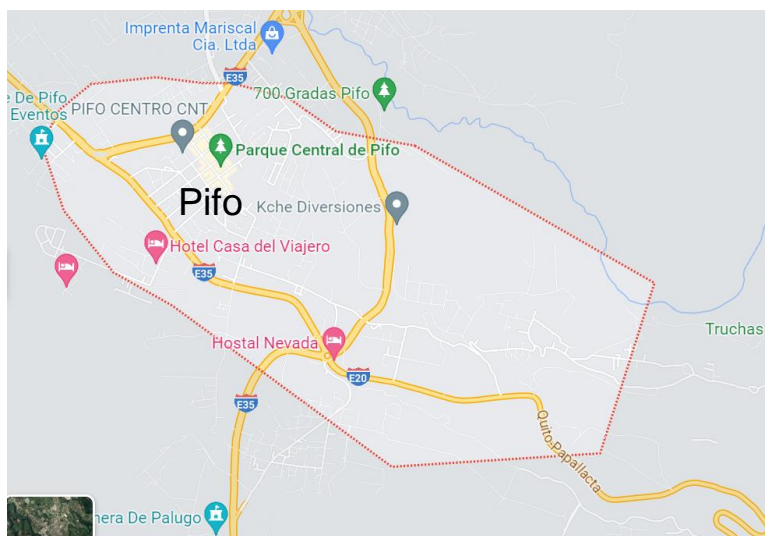 Imprenta Mariscal
Cia. Ltda
E35
700 Gradas Pifo
e De Pifo
Eventos
PIFO CENTRO CNT
Parque Central de Pifo
Pifo
Kche Diversiones
Hotel Casa del Viajero
E35
Truchas
Hostal Nevada
E20
E35
Quito-Papallacta
nera De Palugo